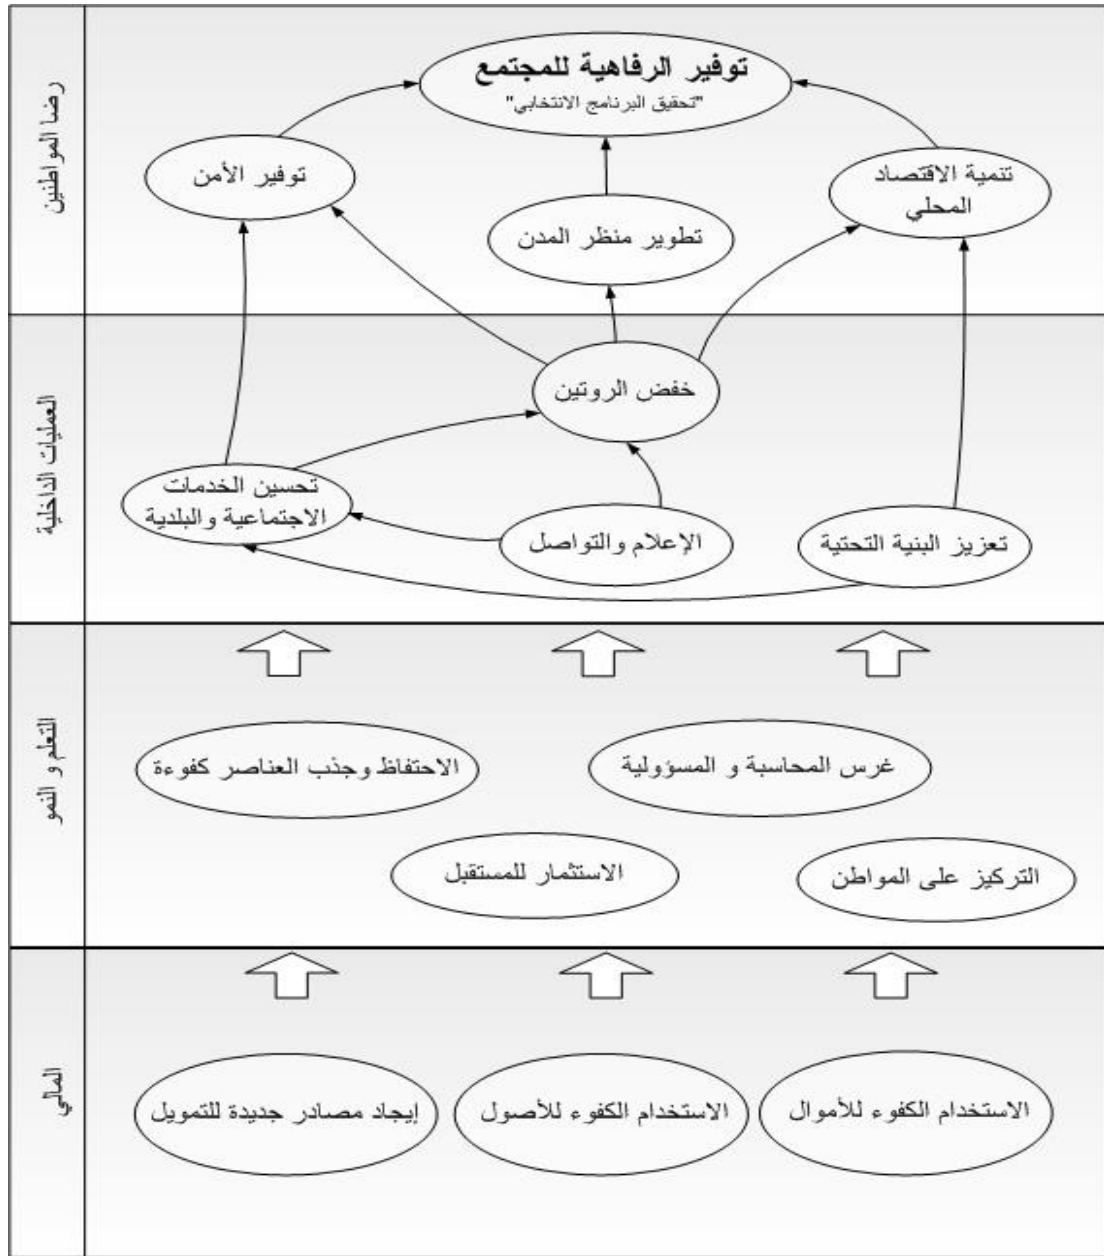 رضا المواطنين
توفير الرفاهية للمجتمع
"تحقيق البرنامج الانتخابي"
تنمية الاقتصاد
المحلي
توفير الأمن
تطوير منظر المدن
العمليات الداخلية
خفض الروتين
تحسين الخدمات
الاجتماعية والبلدية
الإعلام والتواصل
تعزيز البنية التحتية
التعلم و النمو
غرس المحاسبة و المسؤولية
الاحتفاظ وجذب العناصر كفوءة
التركيز على المواطن
الاستثمار للمستقبل
المالي
الاستخدام الكفوء للأموال
الاستخدام الكفوء للأصول
إيجاد مصادر جديدة للتمويل